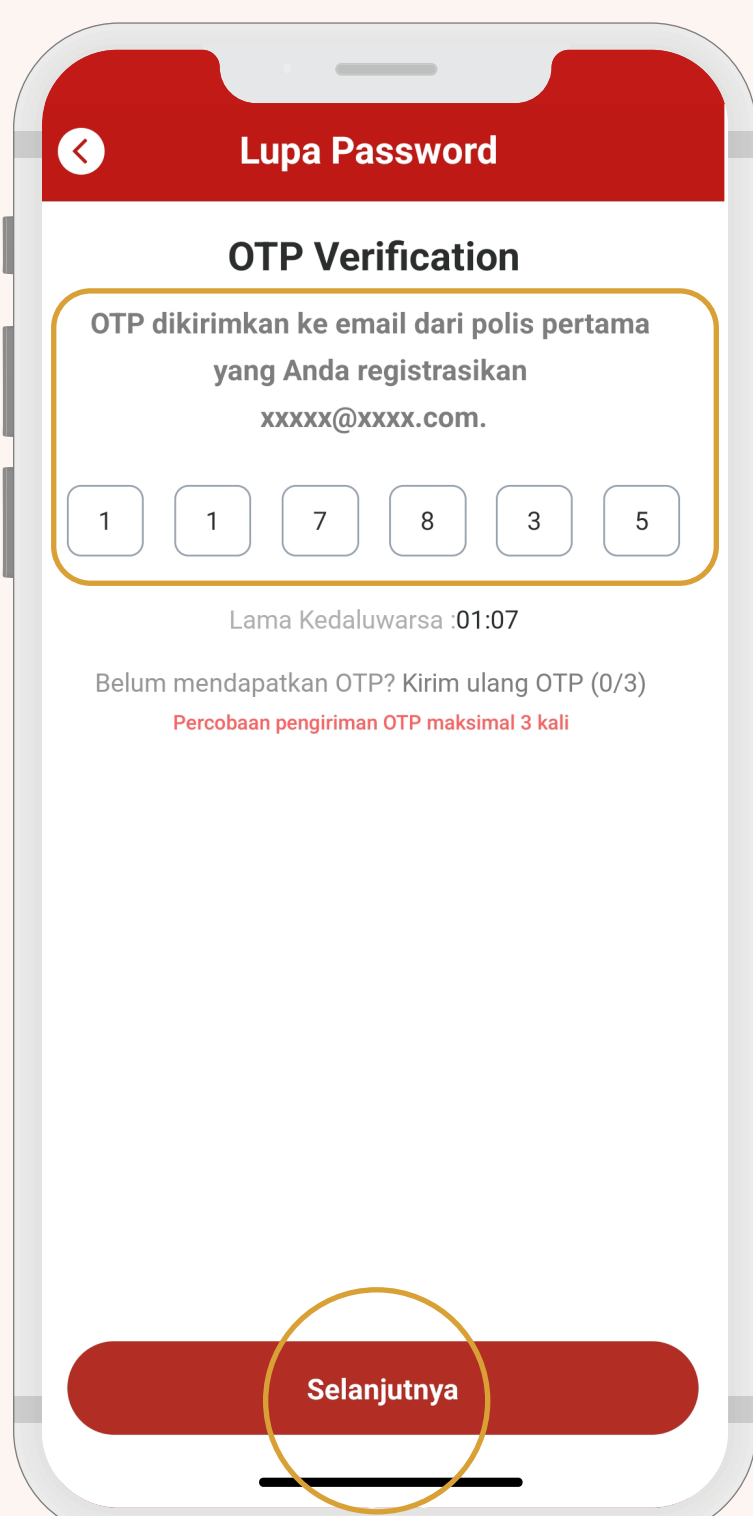 Lupa Password
OTP Verification
OTP dikirimkan ke email dari polis pertama
yang Anda registrasikan
xxxxx@xxxx.com.
1 1 7 8 3 5
Lama Kedaluwarsa :01:07
Belum mendapatkan OTP? Kirim ulang OTP (0/3)
Percobaan pengiriman OTP maksimal 3 kali
Selanjutnya